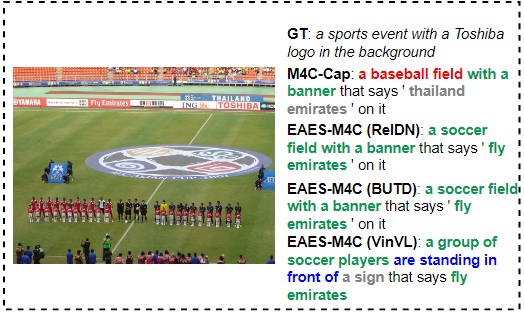 GT: a sports event with a Toshiba
logo in the background
M4C-Cap: a baseball field with a
banner that says ' thailand
emirates ' on it
EAES-M4C (RelDN): a soccer
field with a banner that says ' fly
emirates ' on it
EAES-M4C (BUTD): a soccer field
with a banner that says ' fly
emirates ' on it
EAES-M4C (VinVL): a group of
soccer players are standing in
front of a sign that says fly
emirates
THAILAND
YAMAHA
Fly Emirates
ING
TOSHIBA
ASIAN CUP